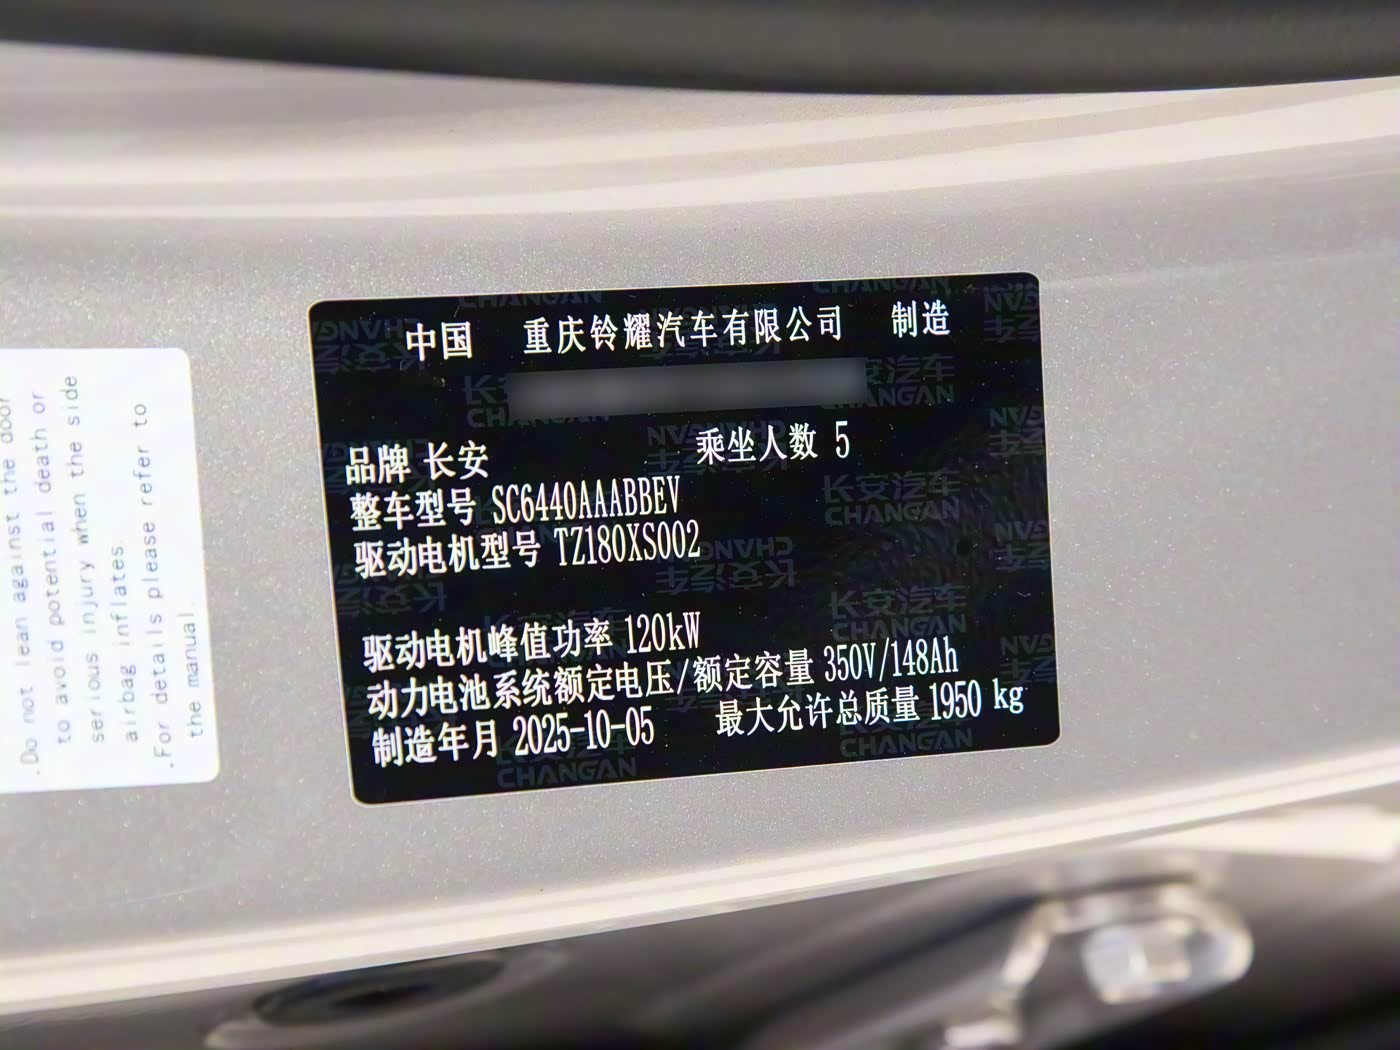 中国 重庆铃耀汽车有限公司 制造
品牌 长安 乘坐人数 5
整车型号 SC6440AAABBEV
驱动电机型号 TZ180XS002
驱动电机峰值功率 120kW
动力电池系统额定电压/额定容量 350V/148Ah
制造年月 2025-10-05 最大允许总质量 1950 kg
长安汽车
CHANGAN
.Do not lean against the door
to avoid potential death or
serious injury when the side
airbag inflates.
.For details please refer to
the manual.